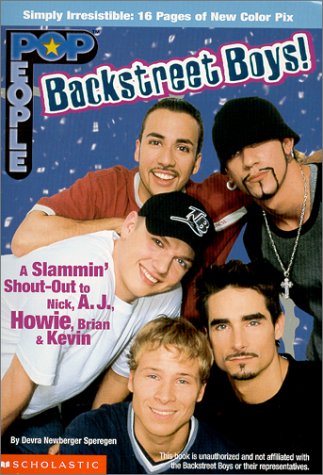 Simply Irresistible: 16 Pages of New Color Pix
POP™
PEOPLE
Backstreet Boys!
A Slammin'
Shout-Out to
Nick, A.J.,
Howie, Brian
& Kevin
By Devra Newberger Speregen
SCHOLASTIC
This book is unauthorized and not affiliated with
the Backstreet Boys or their representatives.